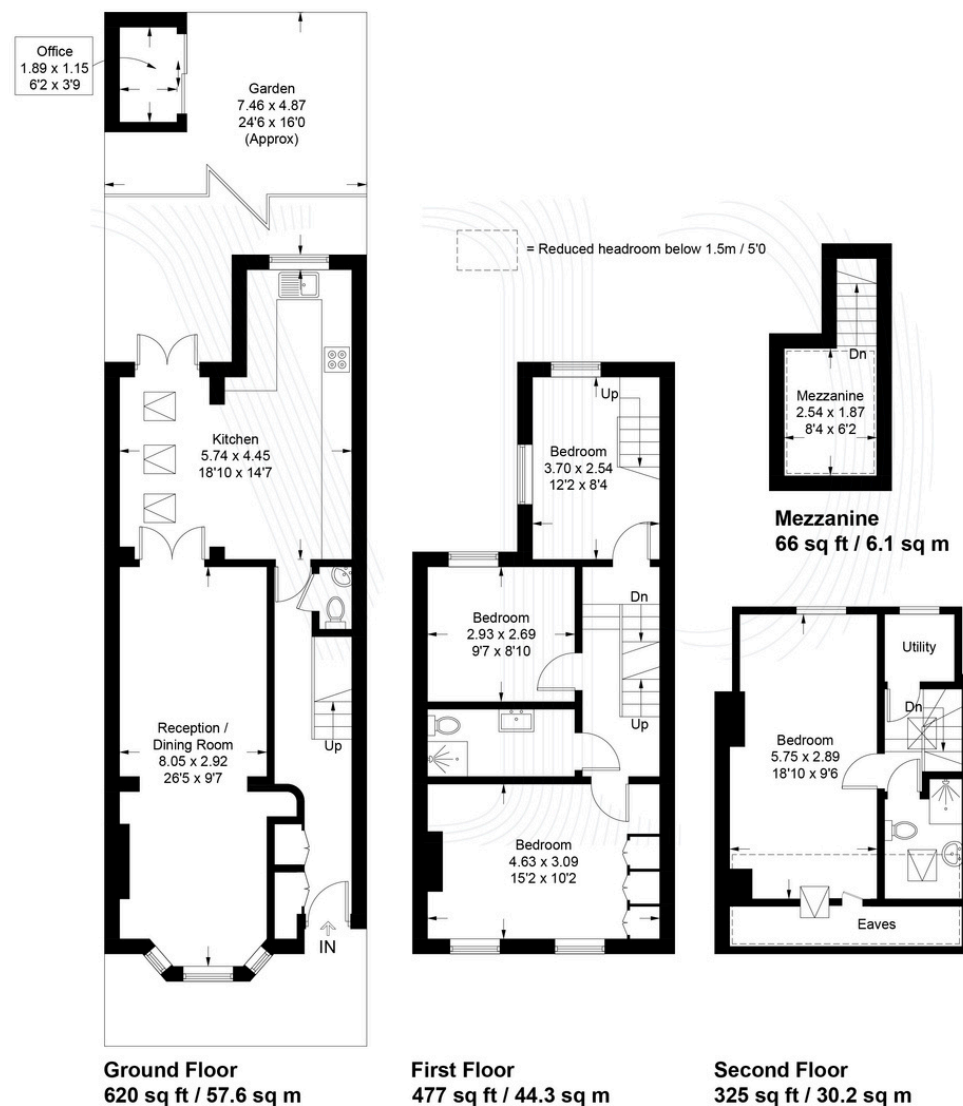 Office
1.89 x 1.15
6'2 x 3'9
Garden
7.46 x 4.87
24'6 x 16'0
(Approx)
= Reduced headroom below 1.5m / 5'0
Kitchen
5.74 x 4.45
18'10 x 14'7
Reception /
Dining Room
8.05 x 2.92
26'5 x 9'7
Up
IN
Ground Floor
620 sq ft / 57.6 sq m
Up
Bedroom
3.70 x 2.54
12'2 x 8'4
Bedroom
2.93 x 2.69
9'7 x 8'10
Dn
Up
Bedroom
4.63 x 3.09
15'2 x 10'2
First Floor
477 sq ft / 44.3 sq m
Dn
Mezzanine
2.54 x 1.87
8'4 x 6'2
Mezzanine
66 sq ft / 6.1 sq m
Utility
Dn
Bedroom
5.75 x 2.89
18'10 x 9'6
Eaves
Second Floor
325 sq ft / 30.2 sq m